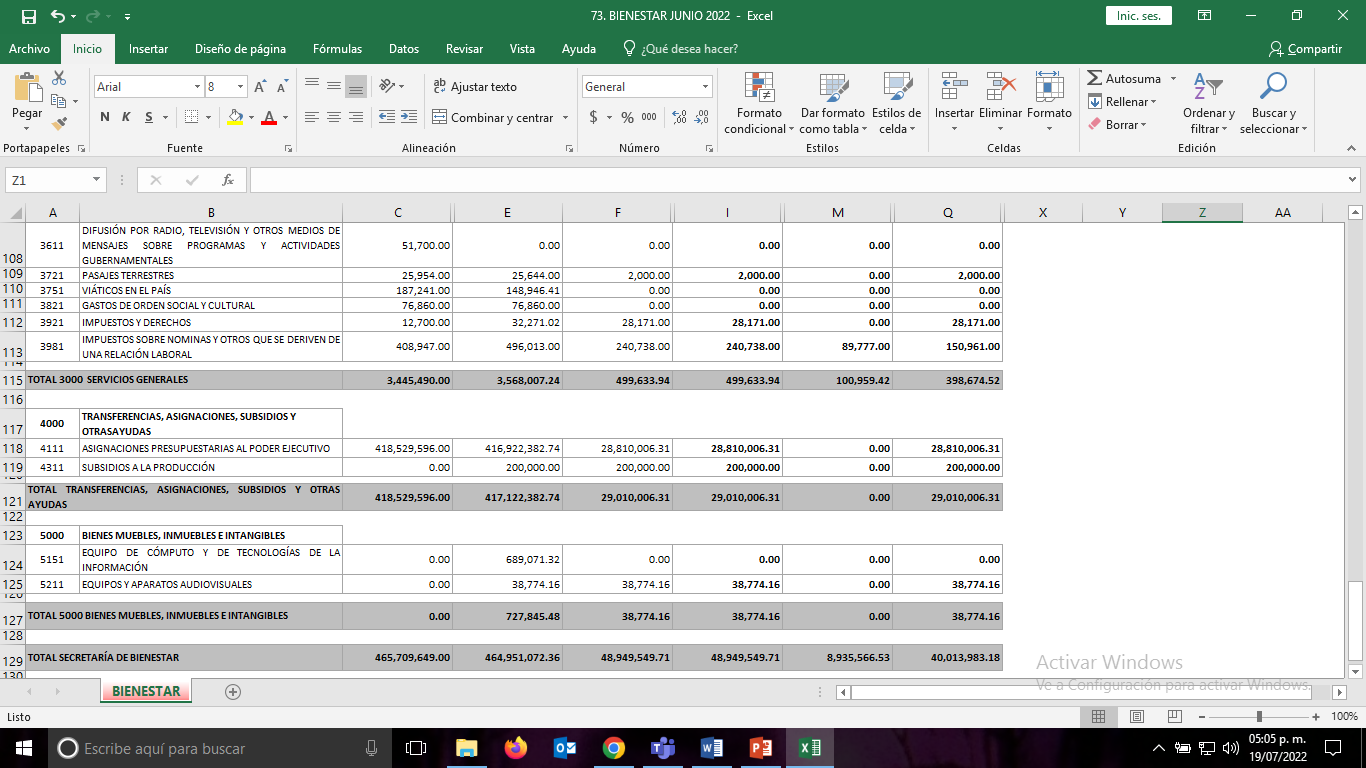 73. BIENESTAR JUNIO 2022 - Excel
Inic. ses.
Archivo Inicio Insertar Diseño de página Fórmulas Datos Revisar Vista Ayuda ¿Qué desea hacer? Compartir
Arial 8 A A ab Ajustar texto General Autosuma
Pegar Rellenar
N K S A Combinar y centrar $ % 000 Borrar
Formato condicional Dar formato como tabla Estilos de celda Insertar Eliminar Formato Ordenar y filtrar Buscar y seleccionar
Portapapeles Fuente Alineación Número Estilos Celdas Edición
Z1 fx
A B C E F I M Q X Y Z AA
DIFUSIÓN POR RADIO, TELEVISIÓN Y OTROS MEDIOS DE
108 3611 MENSAJES SOBRE PROGRAMAS Y ACTIVIDADES 51,700.00 0.00 0.00 0.00 0.00 0.00
GUBERNAMENTALES
109 3721 PASAJES TERRESTRES 25,954.00 25,644.00 2,000.00 2,000.00 0.00 2,000.00
110 3751 VIÁTICOS EN EL PAÍS 187,241.00 148,946.41 0.00 0.00 0.00 0.00
111 3821 GASTOS DE ORDEN SOCIAL Y CULTURAL 76,860.00 76,860.00 0.00 0.00 0.00 0.00
112 3921 IMPUESTOS Y DERECHOS 12,700.00 32,271.02 28,171.00 28,171.00 0.00 28,171.00
IMPUESTOS SOBRE NOMINAS Y OTROS QUE SE DERIVEN DE
113 3981 UNA RELACIÓN LABORAL 408,947.00 496,013.00 240,738.00 240,738.00 89,777.00 150,961.00
114
115 TOTAL 3000 SERVICIOS GENERALES 3,445,490.00 3,568,007.24 499,633.94 499,633.94 100,959.42 398,674.52
116
TRANSFERENCIAS, ASIGNACIONES, SUBSIDIOS Y
117 4000 OTRASAYUDAS
118 4111 ASIGNACIONES PRESUPUESTARIAS AL PODER EJECUTIVO 418,529,596.00 416,922,382.74 28,810,006.31 28,810,006.31 0.00 28,810,006.31
119 4311 SUBSIDIOS A LA PRODUCCIÓN 0.00 200,000.00 200,000.00 200,000.00 0.00 200,000.00
120
TOTAL TRANSFERENCIAS, ASIGNACIONES, SUBSIDIOS Y OTRAS
121 AYUDAS 418,529,596.00 417,122,382.74 29,010,006.31 29,010,006.31 0.00 29,010,006.31
122
123 5000 BIENES MUEBLES, INMUEBLES E INTANGIBLES
EQUIPO DE CÓMPUTO Y DE TECNOLOGÍAS DE LA
124 5151 INFORMACIÓN 0.00 689,071.32 0.00 0.00 0.00 0.00
125 5211 EQUIPOS Y APARATOS AUDIOVISUALES 0.00 38,774.16 38,774.16 38,774.16 0.00 38,774.16
126
127 TOTAL 5000 BIENES MUEBLES, INMUEBLES E INTANGIBLES 0.00 727,845.48 38,774.16 38,774.16 0.00 38,774.16
128
129 TOTAL SECRETARÍA DE BIENESTAR 465,709,649.00 464,951,072.36 48,949,549.71 48,949,549.71 8,935,566.53 40,013,983.18
130
Activar Windows
Ve a Configuración para activar Windows.
BIENESTAR
Listo 100%
Escribe aquí para buscar
05:05 p. m.
19/07/2022